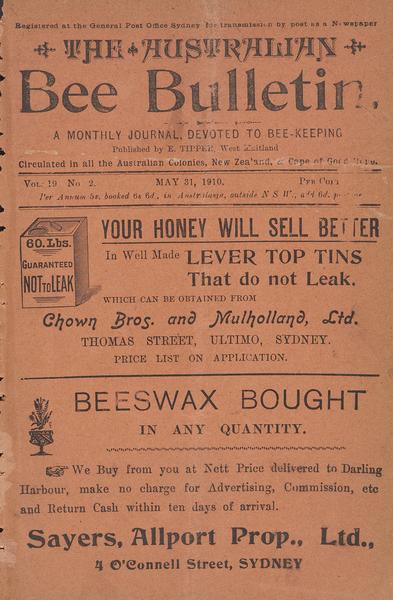 Registered at the General Post Office Sydney for transmission by post as a Newspaper
THE AUSTRALIAN
Bee Bulletin.
A MONTHLY JOURNAL, DEVOTED TO BEE-KEEPING
Published by E. TIPPER, West Maitland
Circulated in all the Australian Colonies, New Zealand, & Cape of Good Hope.
VOL. 19 No 2. MAY 31, 1910. PER
Per Annum 5s, booked 6s 6d., in Australasia, outside N S W., add 6d.
60.Lbs.
GUARANTEED
NOT TO LEAK
YOUR HONEY WILL SELL BETTER
In Well Made LEVER TOP TINS
That do not Leak.
WHICH CAN BE OBTAINED FROM
Chown Bros. and Mulholland, Ltd.
THOMAS STREET, ULTIMO, SYDNEY.
PRICE LIST ON APPLICATION.
BEESWAX BOUGHT
IN ANY QUANTITY.
We Buy from you at Nett Price delivered to Darling
Harbour, make no charge for Advertising, Commission, etc
and Return Cash within ten days of arrival.
Sayers, Allport Prop., Ltd.,
4 O'Connell Street, SYDNEY